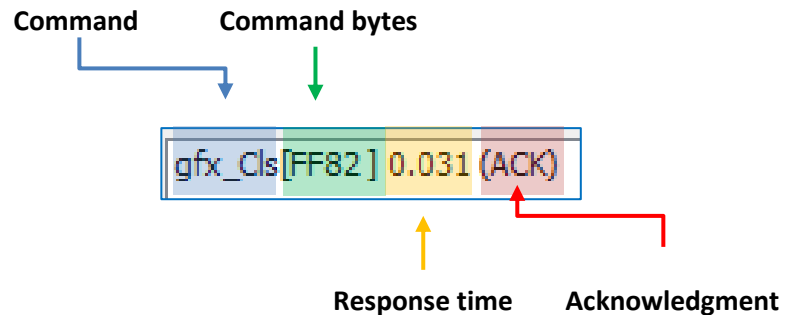 Command Command bytes
gfx_Cls[FF82 ] 0.031 (ACK)
Response time Acknowledgment